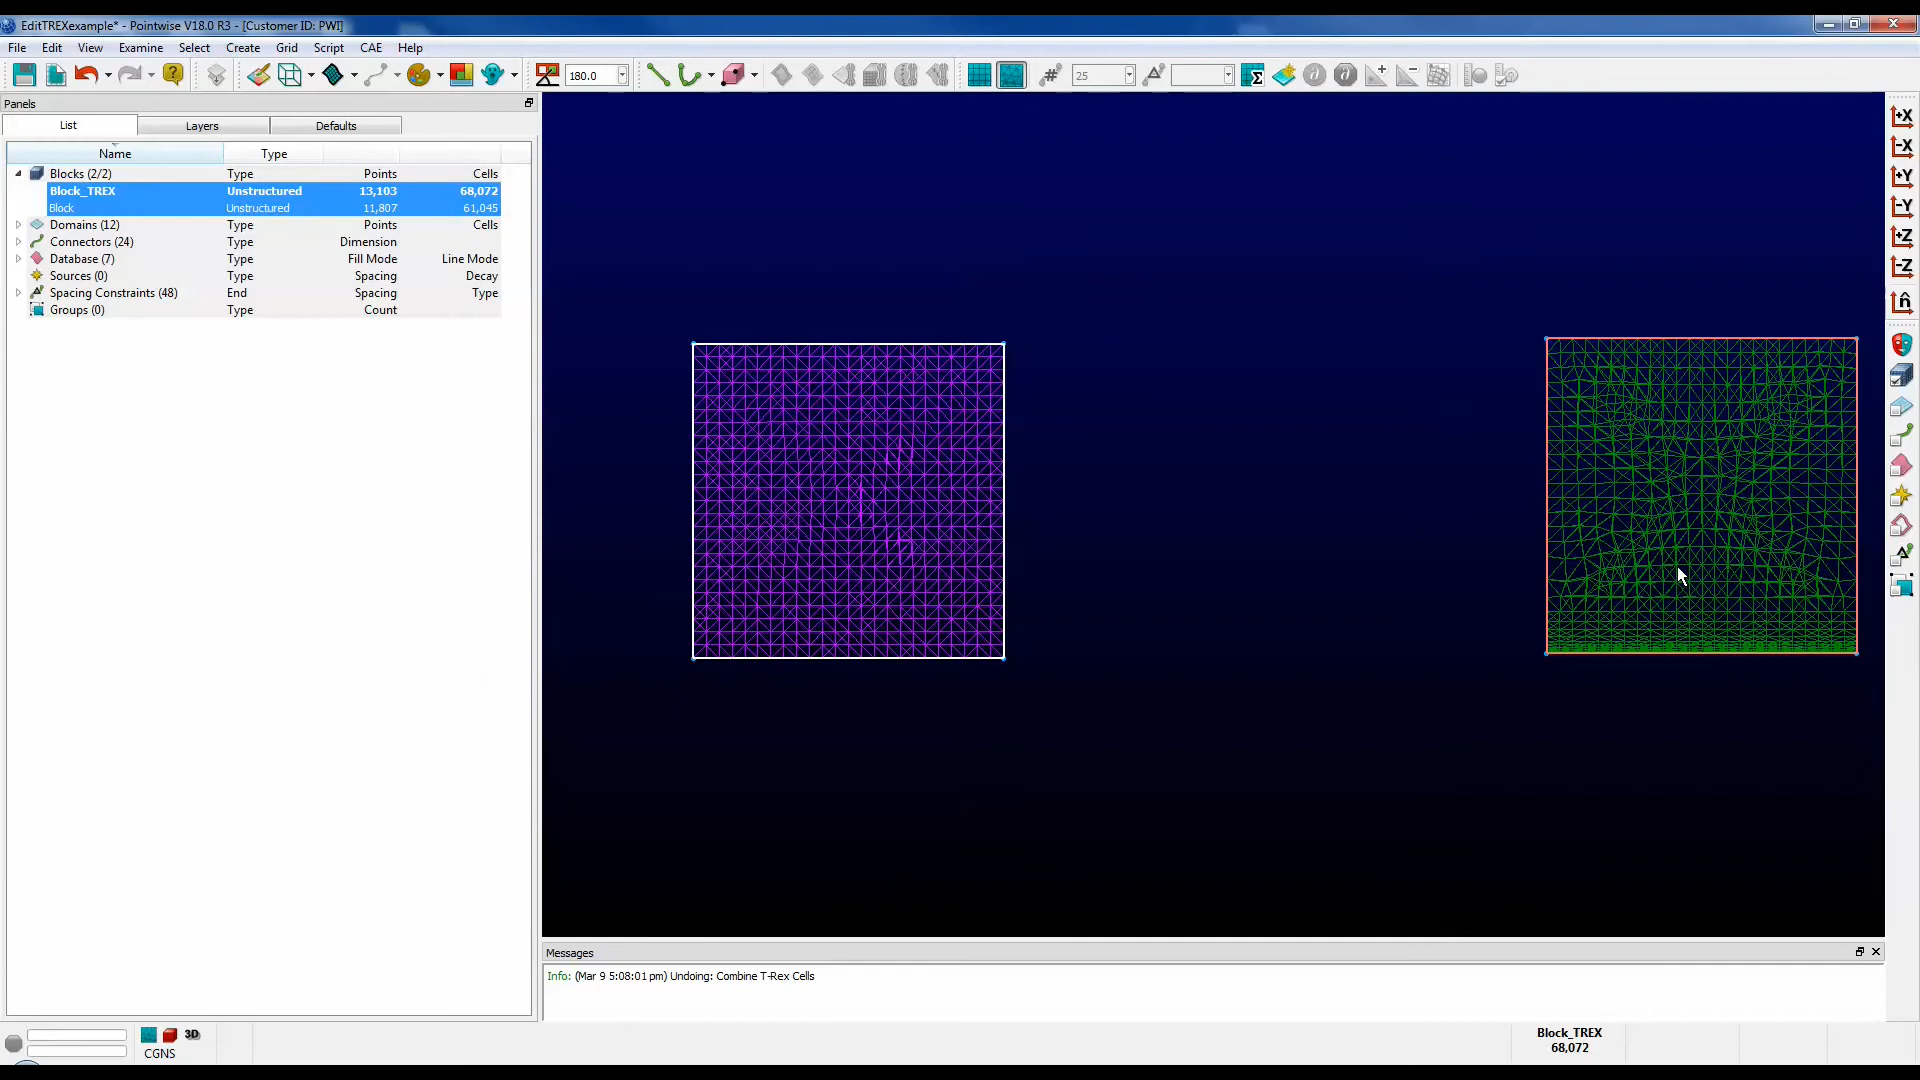 EditTREXexample* - Pointwise V18.0 R3 - [Customer ID: PWI]
File Edit View Examine Select Create Grid Script CAE Help
180.0 25
Panels
List Layers Defaults
Name Type
Blocks (2/2) Type Points Cells
Block_TREX Unstructured 13,103 68,072
Block Unstructured 11,807 61,045
Domains (12) Type Points Cells
Connectors (24) Type Dimension
Database (7) Type Fill Mode Line Mode
Sources (0) Type Spacing Decay
Spacing Constraints (48) End Spacing Type
Groups (0) Type Count
+X
-X
+Y
-Y
+Z
-Z
n̂
Messages
Info: (Mar 9 5:08:01 pm) Undoing: Combine T-Rex Cells
3D
CGNS
Block_TREX
68,072